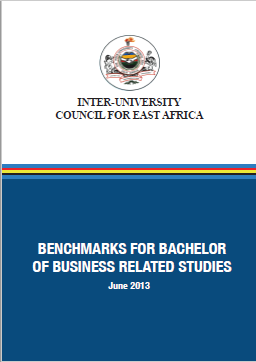 INTER-UNIVERSITY
COUNCIL FOR EAST AFRICA
BENCHMARKS FOR BACHELOR
OF BUSINESS RELATED STUDIES
June 2013